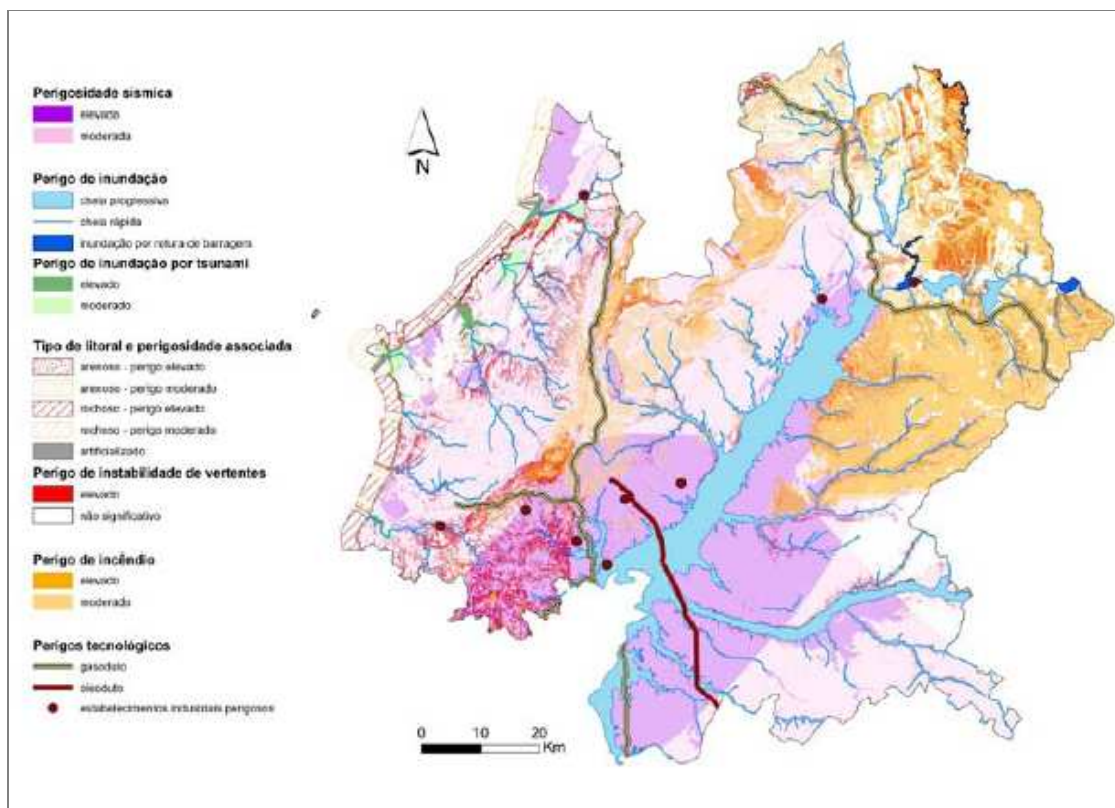 Perigosidade sísmica
elevado
moderada
N
Perigo de inundação
cheia progressiva
cheia rápida
inundação por rotura de barragem
Perigo de inundação por tsunami
elevado
moderado
Tipo de litoral e perigosidade associada
arenoso - perigo elevado
arenoso - perigo moderado
rochoso - perigo elevado
rochoso - perigo moderado
artificializado
Perigo de instabilidade de vertentes
elevado
não significativo
Perigo de incêndio
elevado
moderado
Perigos tecnológicos
gasoduto
oleoduto
estabelecimentos industriais perigosos
0 10 20
Km